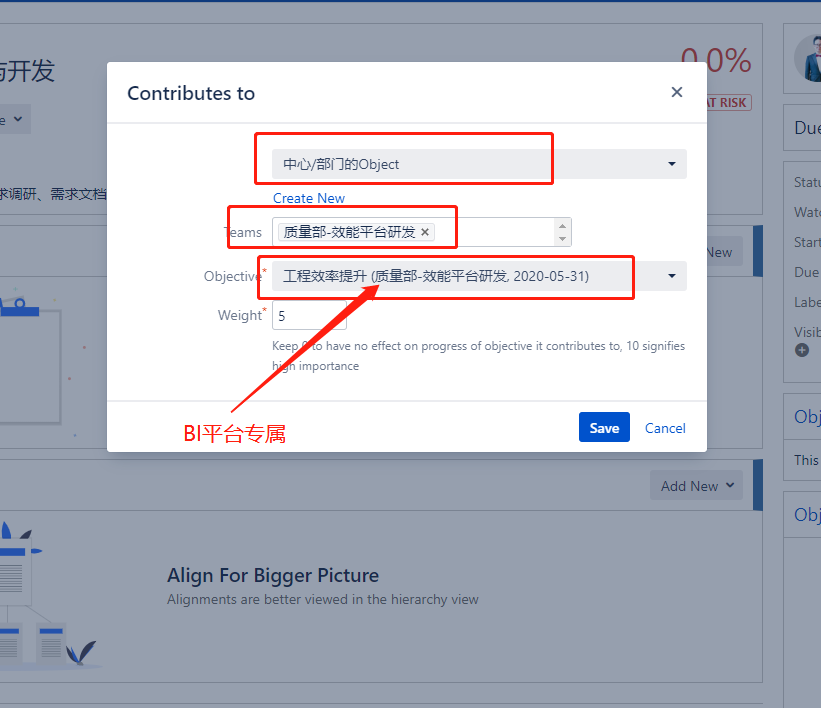 与开发
0.0%
AT RISK
Contributes to
中心/部门的Object
Create New
Teams
质量部-效能平台研发
Objective*
工程效率提升 (质量部-效能平台研发, 2020-05-31)
Weight*
5
Keep 0 to have no effect on progress of objective it contributes to, 10 signifies
high importance
BI平台专属
Save
Cancel
求调研、需求文档
New
Add New
Align For Bigger Picture
Alignments are better viewed in the hierarchy view
Due
Statu
Watc
Start
Due
Labe
Visib
Obj
This
Obj